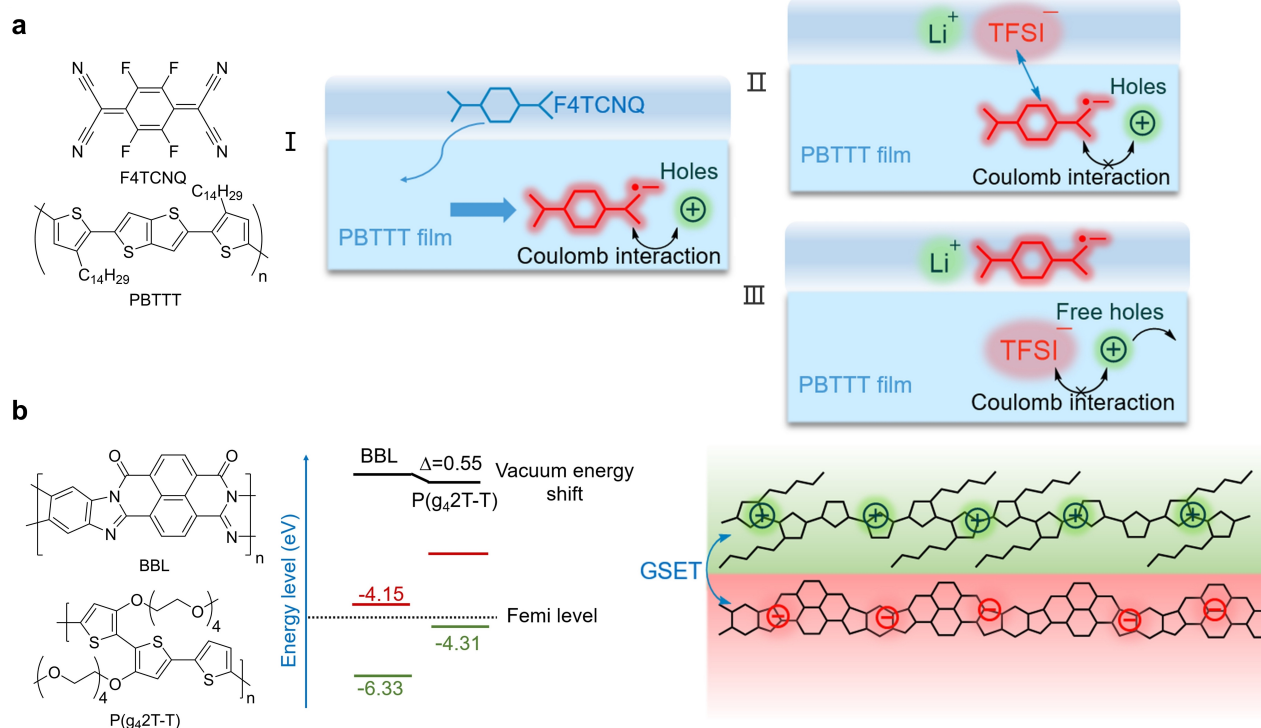 a
N
N
F
F
F
F
N
N
F4TCNQ
C₁₄H₂₉
S
S
S
S
C₁₄H₂₉
n
PBTTT
I
F4TCNQ
Holes
PBTTT film
Coulomb interaction
II
Li⁺
TFSI⁻
Holes
PBTTT film
Coulomb interaction
III
Li⁺
Free holes
TFSI⁻
PBTTT film
Coulomb interaction
b
O
O
N
N
N
N
n
BBL
O
O
4
S
S
S
O
O
4
n
P(g₄2T-T)
Energy level (eV)
BBL
Δ=0.55
P(g₄2T-T)
Vacuum energy
shift
-4.15
Femi level
-4.31
-6.33
GSET